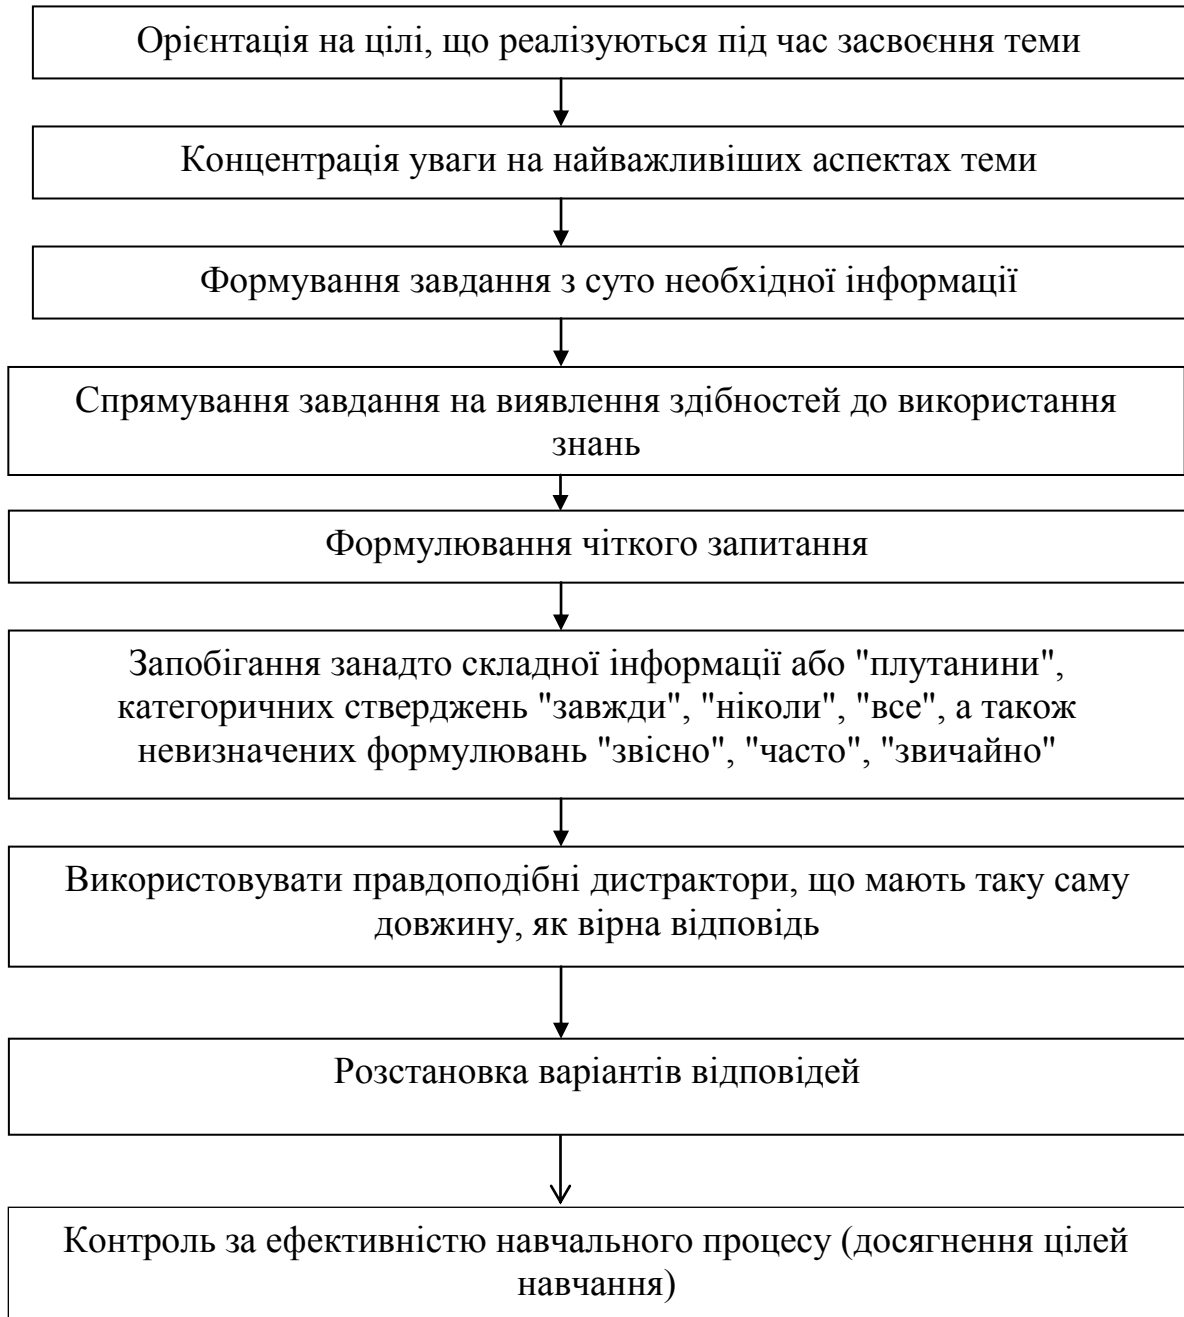 Орієнтація на цілі, що реалізуються під час засвоєння теми
Концентрація уваги на найважливіших аспектах теми
Формування завдання з суто необхідної інформації
Спрямування завдання на виявлення здібностей до використання
знань
Формулювання чіткого запитання
Запобігання занадто складної інформації або "плутанини",
категоричних стверджень "завжди", "ніколи", "все", а також
невизначених формулювань "звісно", "часто", "звичайно"
Використовувати правдоподібні дистрактори, що мають таку саму
довжину, як вірна відповідь
Розстановка варіантів відповідей
Контроль за ефективністю навчального процесу (досягнення цілей
навчання)